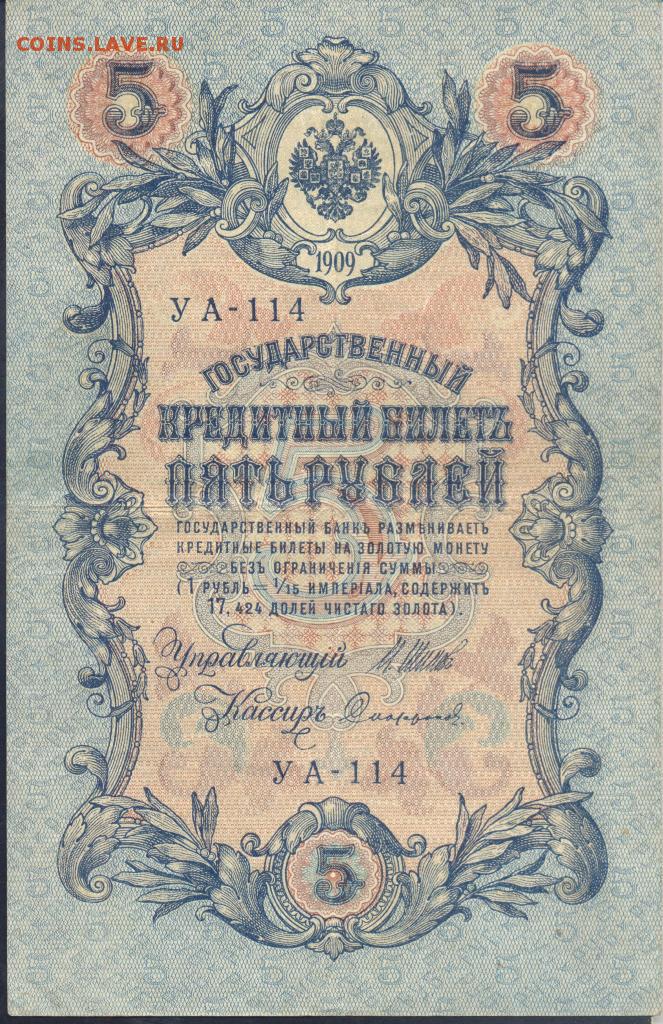 COINS.LAVE.RU
5 5
1909
УА-114
ГОСУДАРСТВЕННЫЙ
КРЕДИТНЫЙ БИЛЕТЪ
ПЯТЬ РУБЛЕЙ
ГОСУДАРСТВЕННЫЙ БАНКЪ РАЗМѢНИВАЕТЪ
КРЕДИТНЫЕ БИЛЕТЫ НА ЗОЛОТУЮ МОНЕТУ
БЕЗЪ ОГРАНИЧЕНІЯ СУММЫ
(1 РУБЛЬ = 1/15 ИМПЕРІАЛА, СОДЕРЖИТЪ
17,424 ДОЛЕЙ ЧИСТАГО ЗОЛОТА).
Управляющій
Кассиръ
УА-114
5